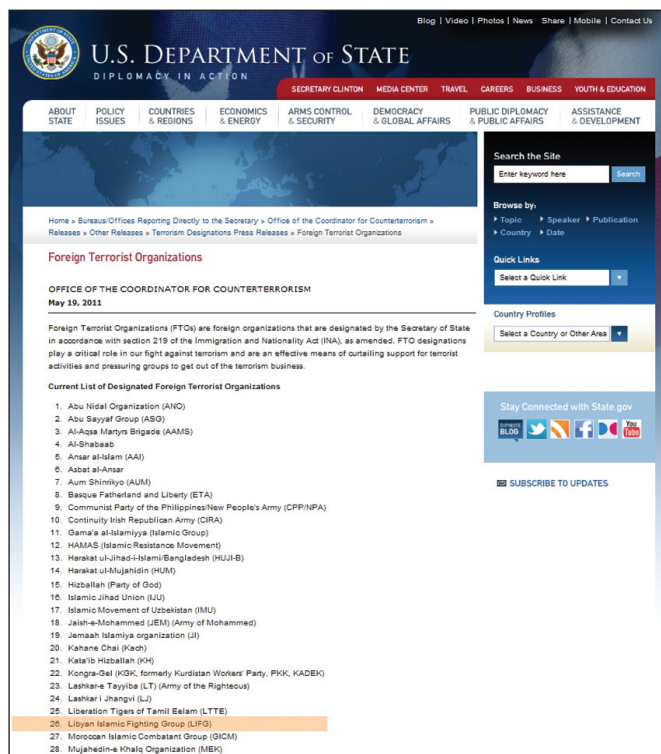 Blog | Video | Photos | News Share | Mobile | Contact Us
U.S. DEPARTMENT OF STATE
DIPLOMACY IN ACTION
SECRETARY CLINTON MEDIA CENTER TRAVEL CAREERS BUSINESS YOUTH & EDUCATION
ABOUT STATE
POLICY ISSUES
COUNTRIES & REGIONS
ECONOMICS & ENERGY
ARMS CONTROL & SECURITY
DEMOCRACY & GLOBAL AFFAIRS
PUBLIC DIPLOMACY & PUBLIC AFFAIRS
ASSISTANCE & DEVELOPMENT
Search the Site
Enter keyword here Search
Browse by:
Topic Speaker Publication
Country Date
Quick Links
Select a Quick Link
Country Profiles
Select a Country or Other Area
Stay Connected with State.gov
DIPNOTE BLOG You Tube
SUBSCRIBE TO UPDATES
Home » Bureaus/Offices Reporting Directly to the Secretary » Office of the Coordinator for Counterterrorism »
Releases » Other Releases » Terrorism Designations Press Releases » Foreign Terrorist Organizations
Foreign Terrorist Organizations
OFFICE OF THE COORDINATOR FOR COUNTERTERRORISM
May 19, 2011
Foreign Terrorist Organizations (FTOs) are foreign organizations that are designated by the Secretary of State
in accordance with section 219 of the Immigration and Nationality Act (INA), as amended. FTO designations
play a critical role in our fight against terrorism and are an effective means of curtailing support for terrorist
activities and pressuring groups to get out of the terrorism business.
Current List of Designated Foreign Terrorist Organizations
1. Abu Nidal Organization (ANO)
2. Abu Sayyaf Group (ASG)
3. Al-Aqsa Martyrs Brigade (AAMS)
4. Al-Shabaab
5. Ansar al-Islam (AAI)
6. Asbat al-Ansar
7. Aum Shinrikyo (AUM)
8. Basque Fatherland and Liberty (ETA)
9. Communist Party of the Philippines/New People's Army (CPP/NPA)
10. Continuity Irish Republican Army (CIRA)
11. Gama'a al-Islamiyya (Islamic Group)
12. HAMAS (Islamic Resistance Movement)
13. Harakat ul-Jihad-i-Islami/Bangladesh (HUJI-B)
14. Harakat ul-Mujahidin (HUM)
15. Hizballah (Party of God)
16. Islamic Jihad Union (IJU)
17. Islamic Movement of Uzbekistan (IMU)
18. Jaish-e-Mohammed (JEM) (Army of Mohammed)
19. Jemaah Islamiya organization (JI)
20. Kahane Chai (Kach)
21. Kata'ib Hizballah (KH)
22. Kongra-Gel (KGK, formerly Kurdistan Workers' Party, PKK, KADEK)
23. Lashkar-e Tayyiba (LT) (Army of the Righteous)
24. Lashkar i Jhangvi (LJ)
25. Liberation Tigers of Tamil Eelam (LTTE)
26. Libyan Islamic Fighting Group (LIFG)
27. Moroccan Islamic Combatant Group (GICM)
28. Mujahedin-e Khalq Organization (MEK)